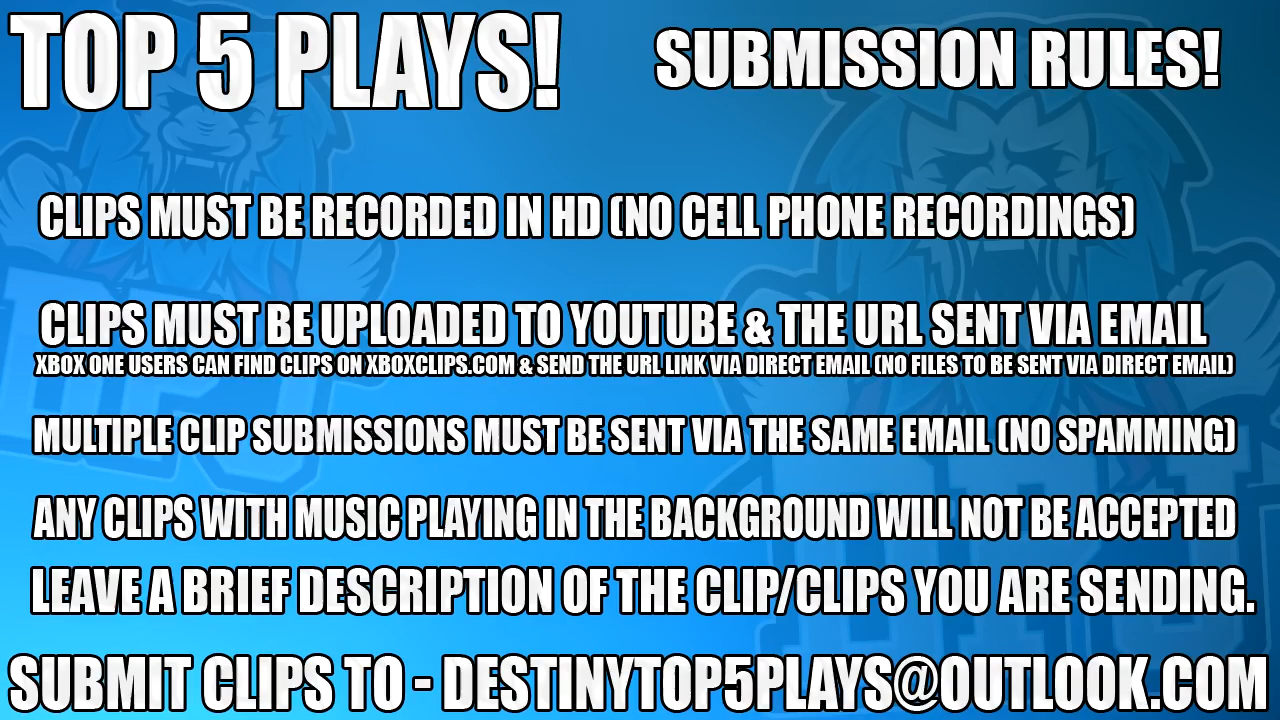 TOP 5 PLAYS!
SUBMISSION RULES!
CLIPS MUST BE RECORDED IN HD (NO CELL PHONE RECORDINGS)
CLIPS MUST BE UPLOADED TO YOUTUBE & THE URL SENT VIA EMAIL
XBOX ONE USERS CAN FIND CLIPS ON XBOXCLIPS.COM & SEND THE URL LINK VIA DIRECT EMAIL (NO FILES TO BE SENT VIA DIRECT EMAIL)
MULTIPLE CLIP SUBMISSIONS MUST BE SENT VIA THE SAME EMAIL (NO SPAMMING)
ANY CLIPS WITH MUSIC PLAYING IN THE BACKGROUND WILL NOT BE ACCEPTED
LEAVE A BRIEF DESCRIPTION OF THE CLIP/CLIPS YOU ARE SENDING.
SUBMIT CLIPS TO - DESTINYTOP5PLAYS@OUTLOOK.COM